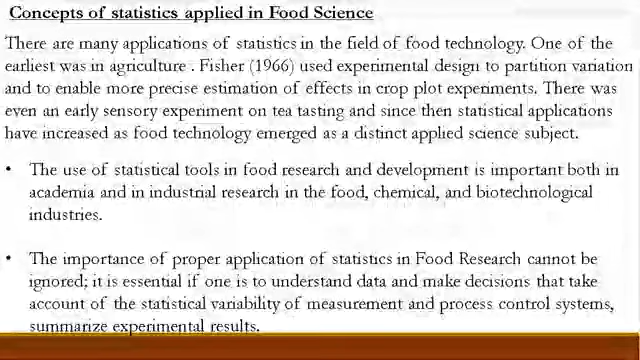 Concepts of statistics applied in Food Science
There are many applications of statistics in the field of food technology. One of the
earliest was in agriculture . Fisher (1966) used experimental design to partition variation
and to enable more precise estimation of effects in crop plot experiments. There was
even an early sensory experiment on tea tasting and since then statistical applications
have increased as food technology emerged as a distinct applied science subject.
• The use of statistical tools in food research and development is important both in
academia and in industrial research in the food, chemical, and biotechnological
industries.
• The importance of proper application of statistics in Food Research cannot be
ignored; it is essential if one is to understand data and make decisions that take
account of the statistical variability of measurement and process control systems,
summarize experimental results.